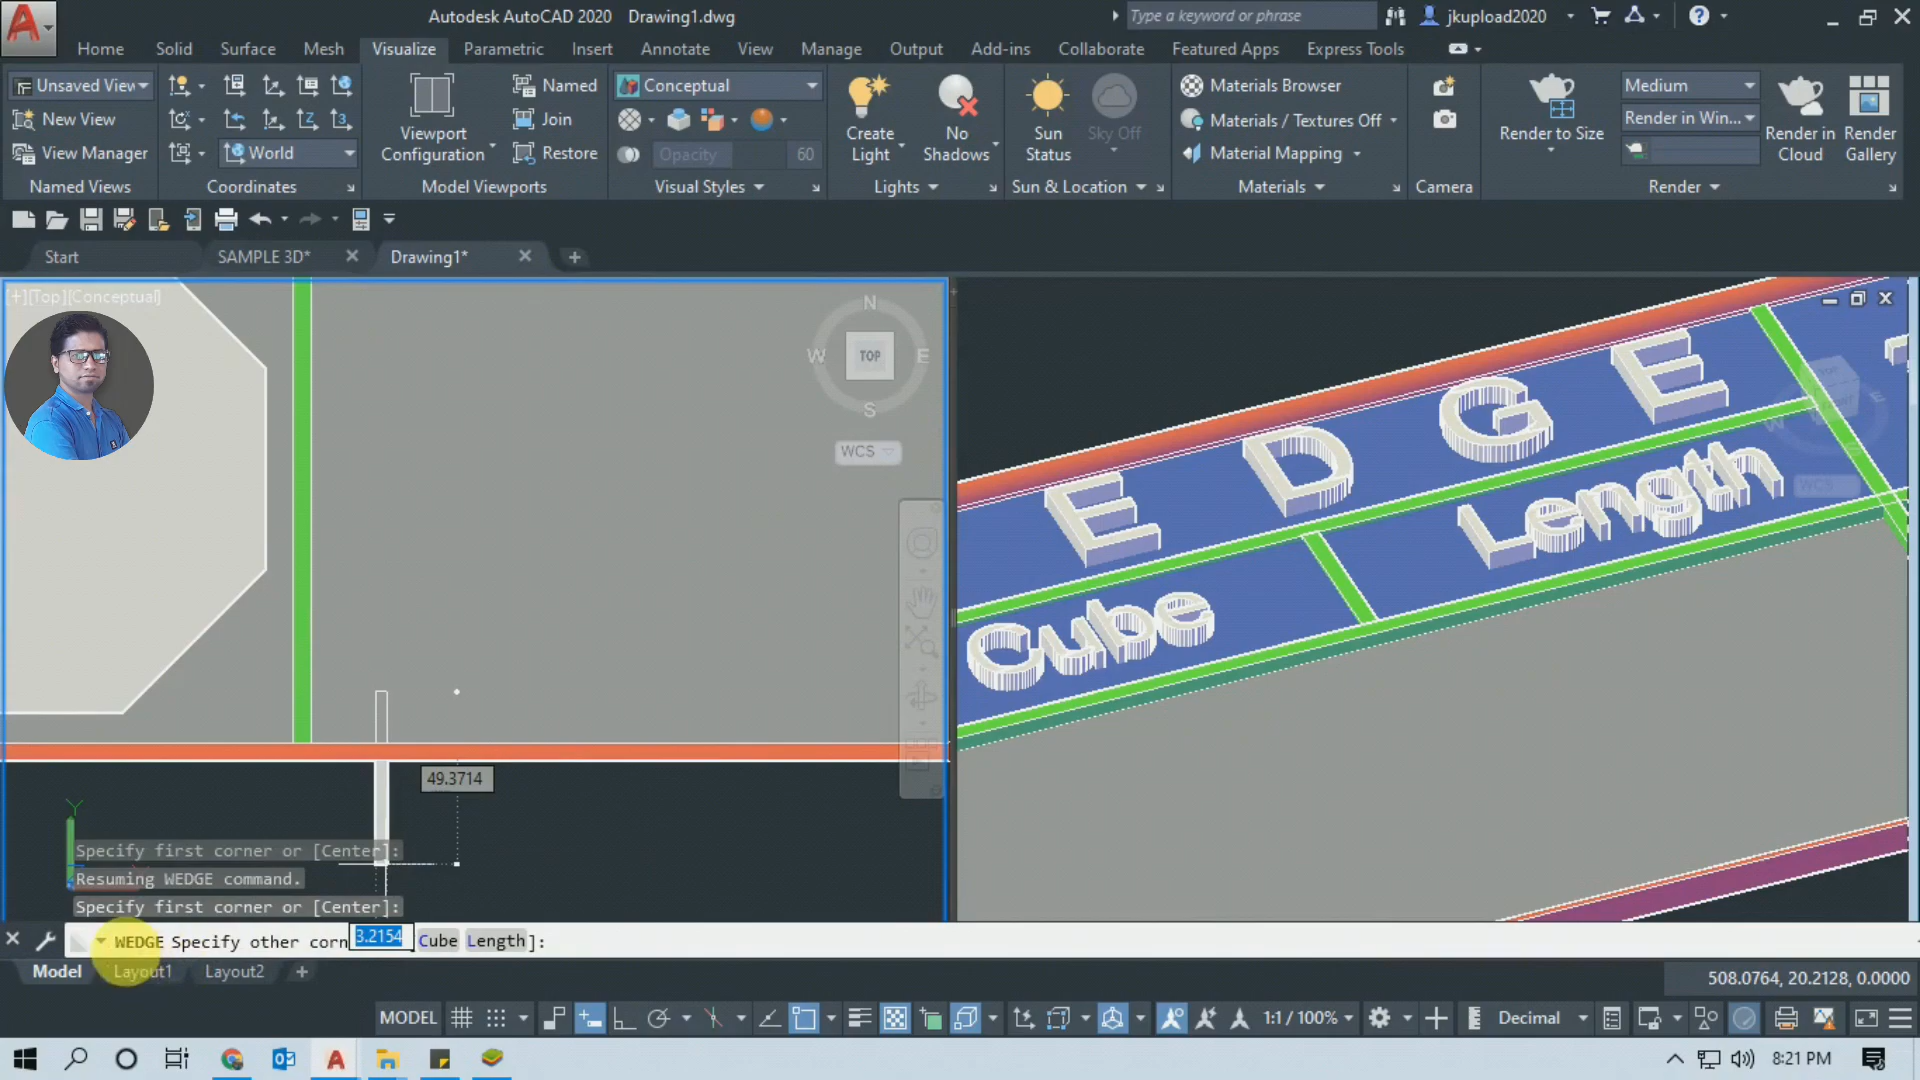 Autodesk AutoCAD 2020 Drawing1.dwg
Type a keyword or phrase
jkupload2020
Home Solid Surface Mesh Visualize Parametric Insert Annotate View Manage Output Add-ins Collaborate Featured Apps Express Tools
Unsaved View
New View
View Manager
Named Views
World
Coordinates
Viewport
Configuration
Named
Join
Restore
Model Viewports
Conceptual
Opacity 60
Visual Styles
Create
Light
No
Shadows
Lights
Sun
Status
Sky Off
Sun & Location
Materials Browser
Materials / Textures Off
Material Mapping
Materials
Camera
Render to Size
Medium
Render in Win...
Render in
Cloud
Render
Gallery
Render
Start SAMPLE 3D* Drawing1*
[+][Top][Conceptual]
N
W TOP E
S
WCS
49.3714
Y
E D G E
Cube Length
TOP
W E
WCS
Specify first corner or [Center]:
Resuming WEDGE command.
Specify first corner or [Center]:
WEDGE Specify other corn 3.2154 Cube Length]:
Model Layout1 Layout2
508.0764, 20.2128, 0.0000
MODEL 1:1 / 100% Decimal
8:21 PM